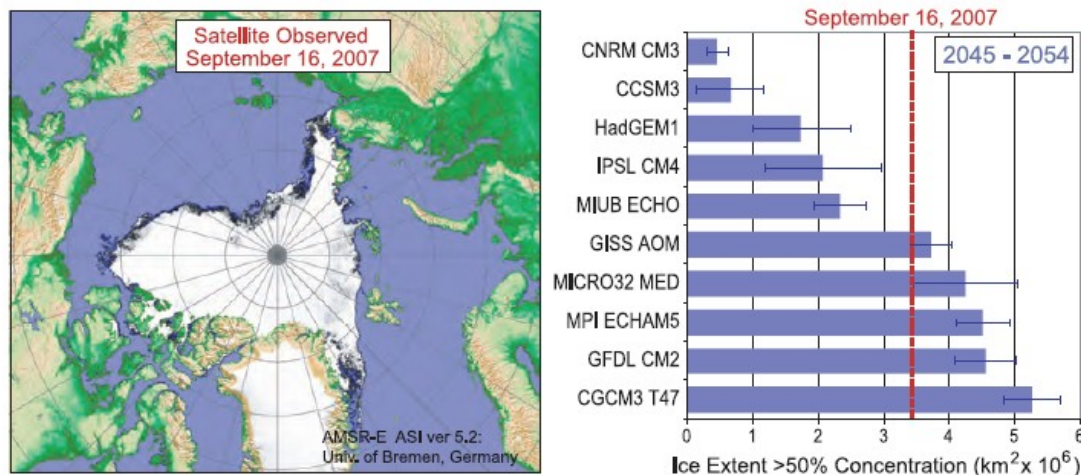 Satellite Observed
September 16, 2007
AMSR-E ASI ver 5.2:
Univ. of Bremen, Germany
September 16, 2007
2045 - 2054
CNRM CM3
CCSM3
HadGEM1
IPSL CM4
MIUB ECHO
GISS AOM
MICRO32 MED
MPI ECHAM5
GFDL CM2
CGCM3 T47
0 1 2 3 4 5 6
Ice Extent >50% Concentration (km² x 10⁶)